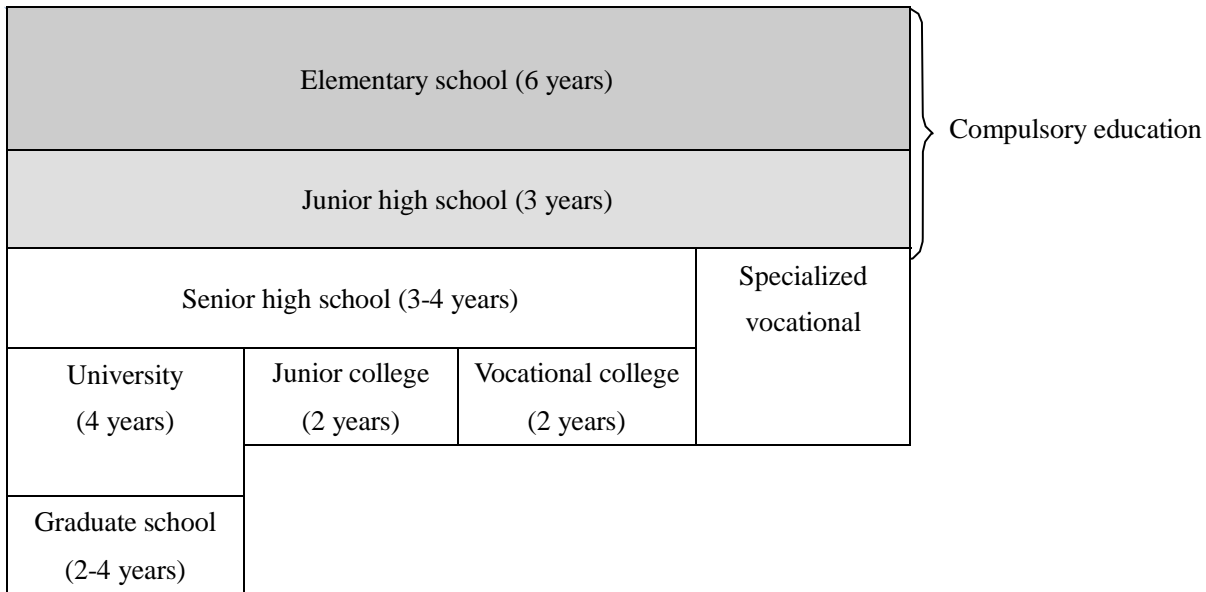 Elementary school (6 years)
Compulsory education
Junior high school (3 years)
Senior high school (3-4 years)
Specialized
vocational
University
(4 years)
Junior college
(2 years)
Vocational college
(2 years)
Graduate school
(2-4 years)